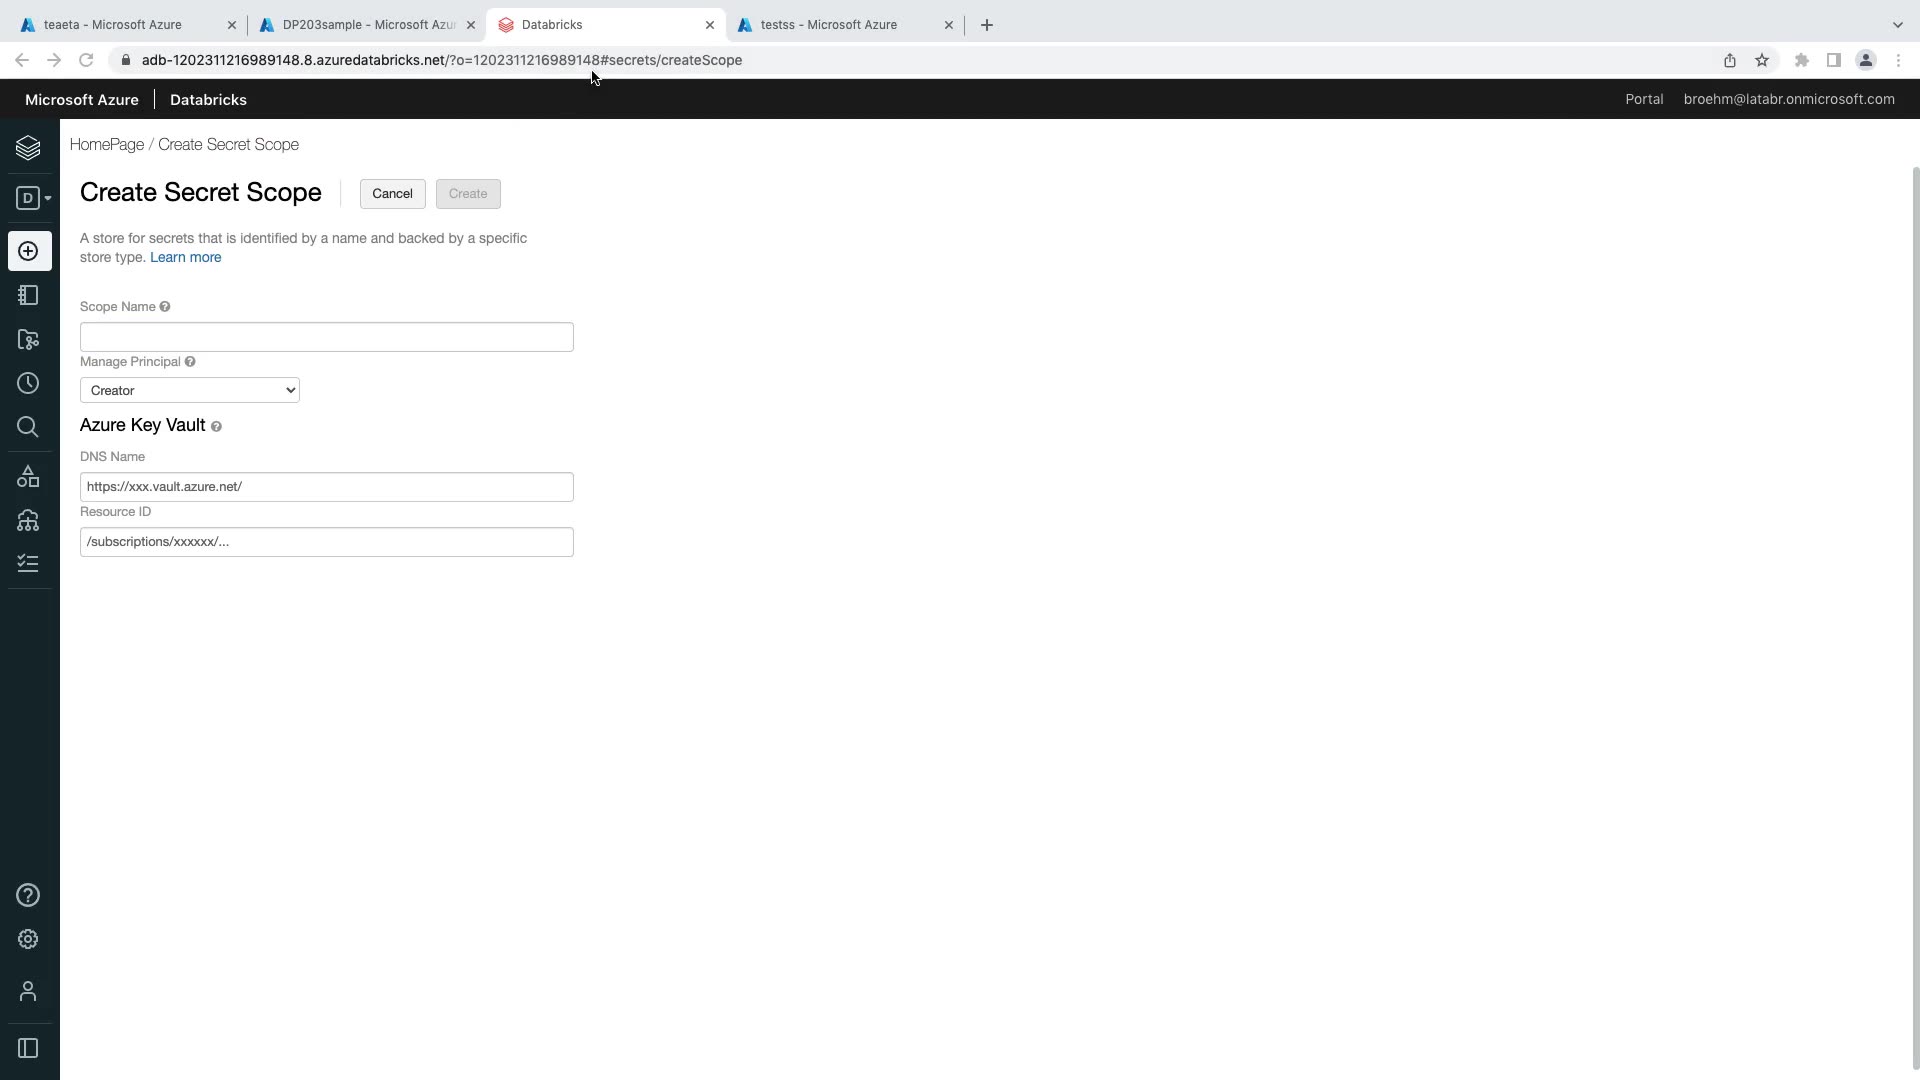 teaeta - Microsoft Azure
DP203sample - Microsoft Azur
Databricks
testss - Microsoft Azure
adb-1202311216989148.8.azuredatabricks.net/?o=1202311216989148#secrets/createScope
Microsoft Azure
Databricks
Portal
broehm@latabr.onmicrosoft.com
D
HomePage / Create Secret Scope
Create Secret Scope
Cancel
Create
A store for secrets that is identified by a name and backed by a specific
store type. Learn more
Scope Name
Manage Principal
Creator
Azure Key Vault
DNS Name
https://xxx.vault.azure.net/
Resource ID
/subscriptions/xxxxxx/...